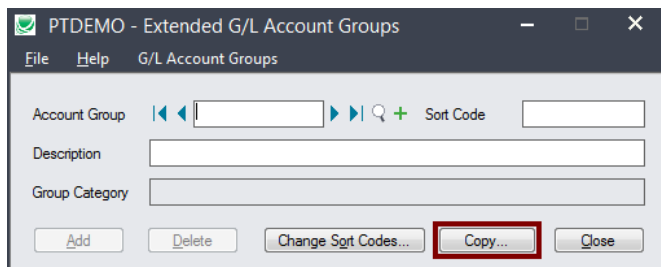 PTDEMO - Extended G/L Account Groups
File Help G/L Account Groups
Account Group Sort Code
Description
Group Category
Add Delete Change Sort Codes... Copy... Close